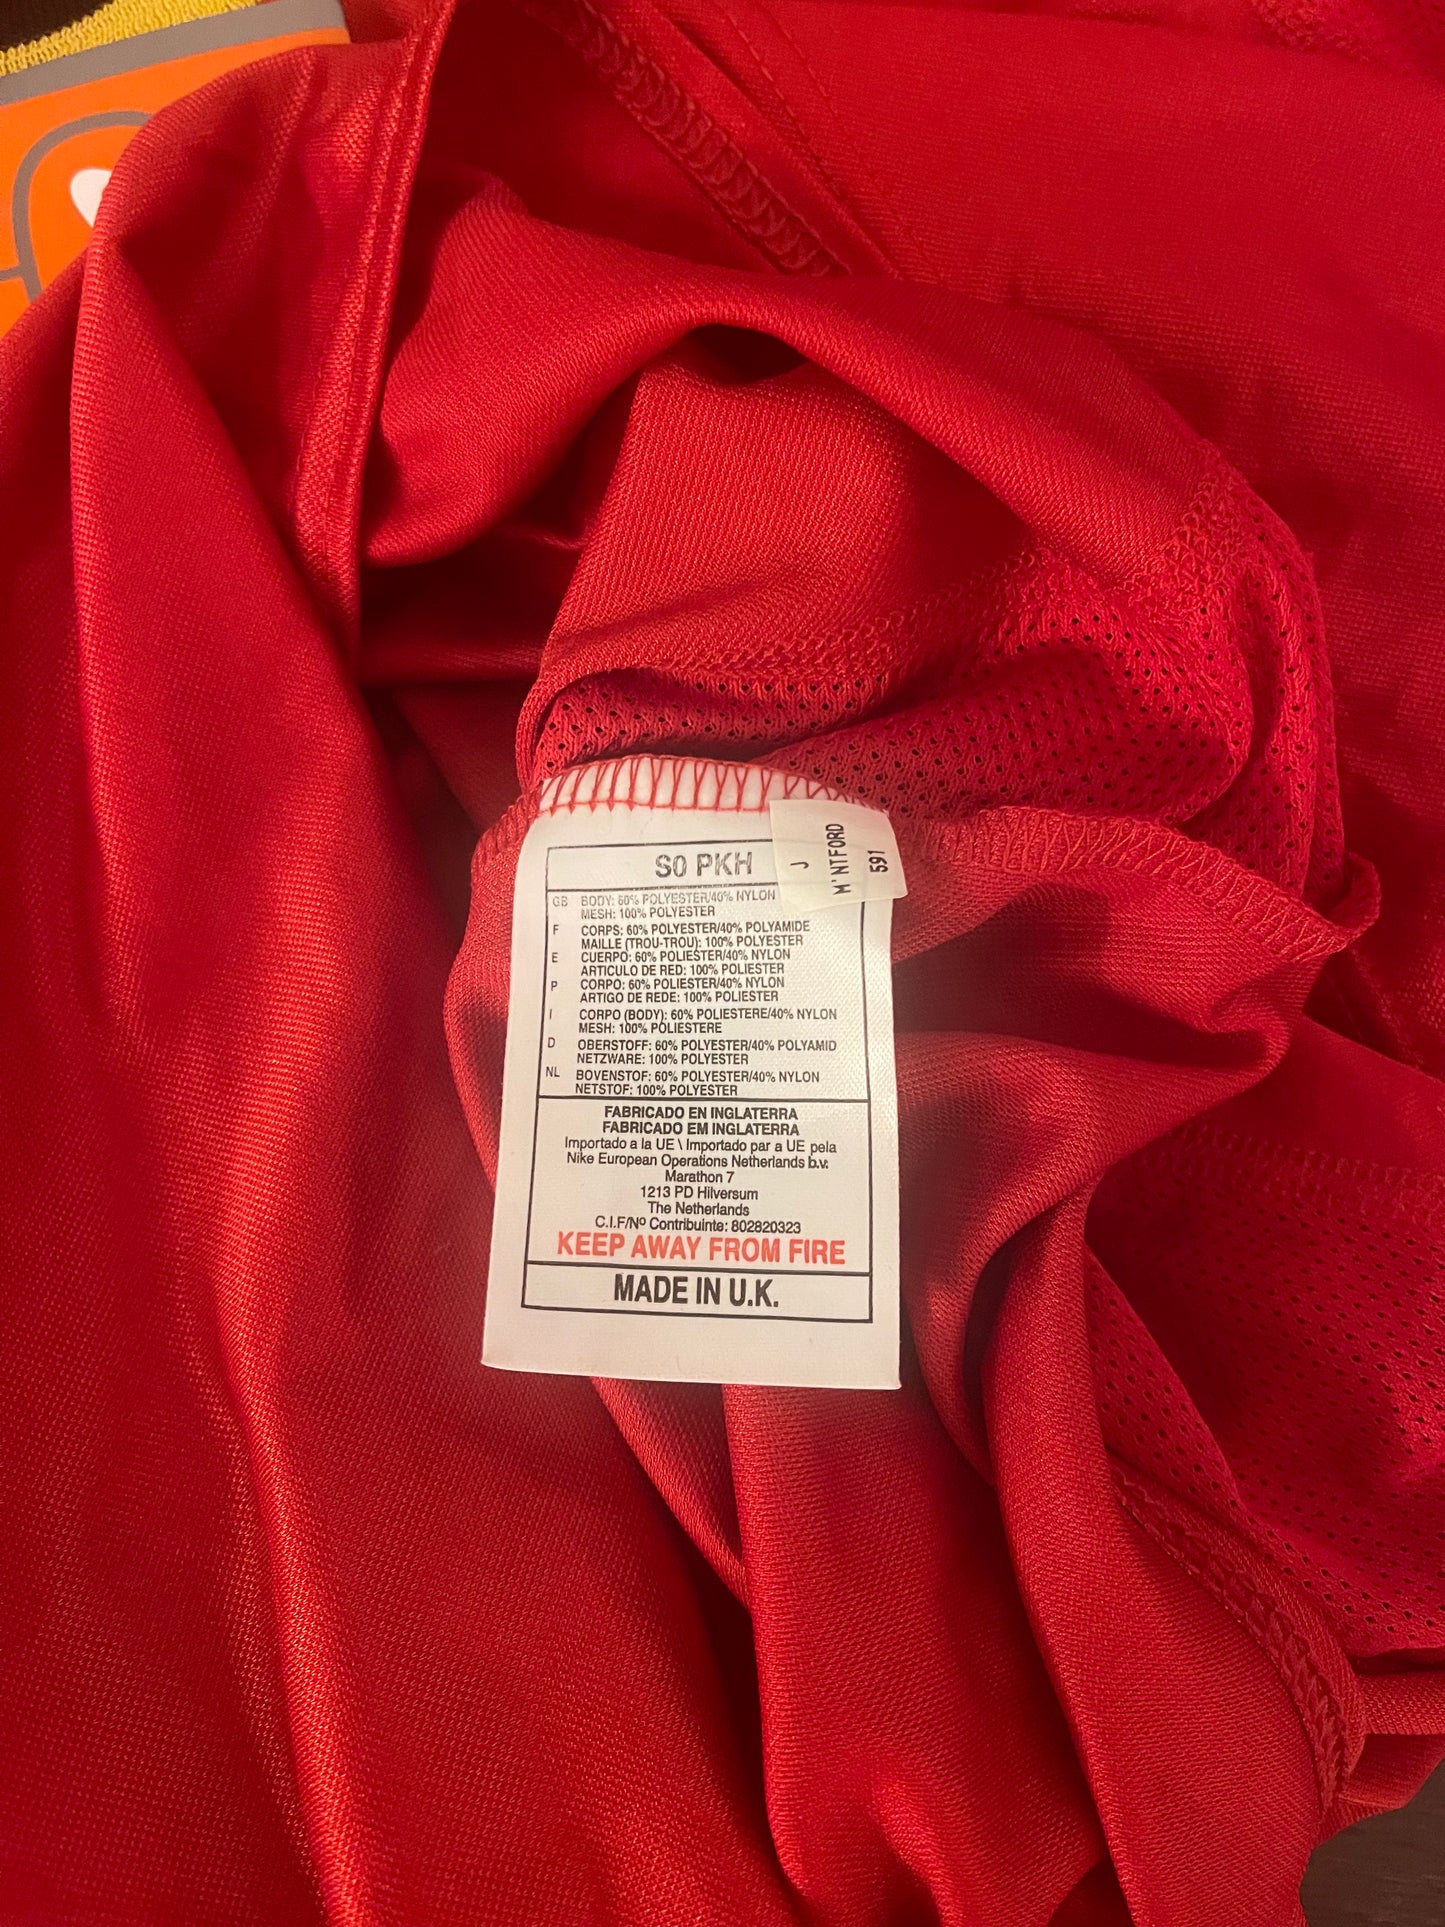 S0 PKH
J
M'NTFORD
591
GB BODY: 60% POLYESTER/40% NYLON
MESH: 100% POLYESTER
F CORPS: 60% POLYESTER/40% POLYAMIDE
MAILLE (TROU-TROU): 100% POLYESTER
E CUERPO: 60% POLIESTER/40% NYLON
ARTICULO DE RED: 100% POLIESTER
P CORPO: 60% POLIESTER/40% NYLON
ARTIGO DE REDE: 100% POLIESTER
I CORPO (BODY): 60% POLIESTERE/40% NYLON
MESH: 100% POLIESTERE
D OBERSTOFF: 60% POLYESTER/40% POLYAMID
NETZWARE: 100% POLYESTER
NL BOVENSTOF: 60% POLYESTER/40% NYLON
NETSTOF: 100% POLYESTER
FABRICADO EN INGLATERRA
FABRICADO EM INGLATERRA
Importado a la UE \ Importado par a UE pela
Nike European Operations Netherlands b.v.
Marathon 7
1213 PD Hilversum
The Netherlands
C.I.F/Nº Contribuinte: 802820323
KEEP AWAY FROM FIRE
MADE IN U.K.